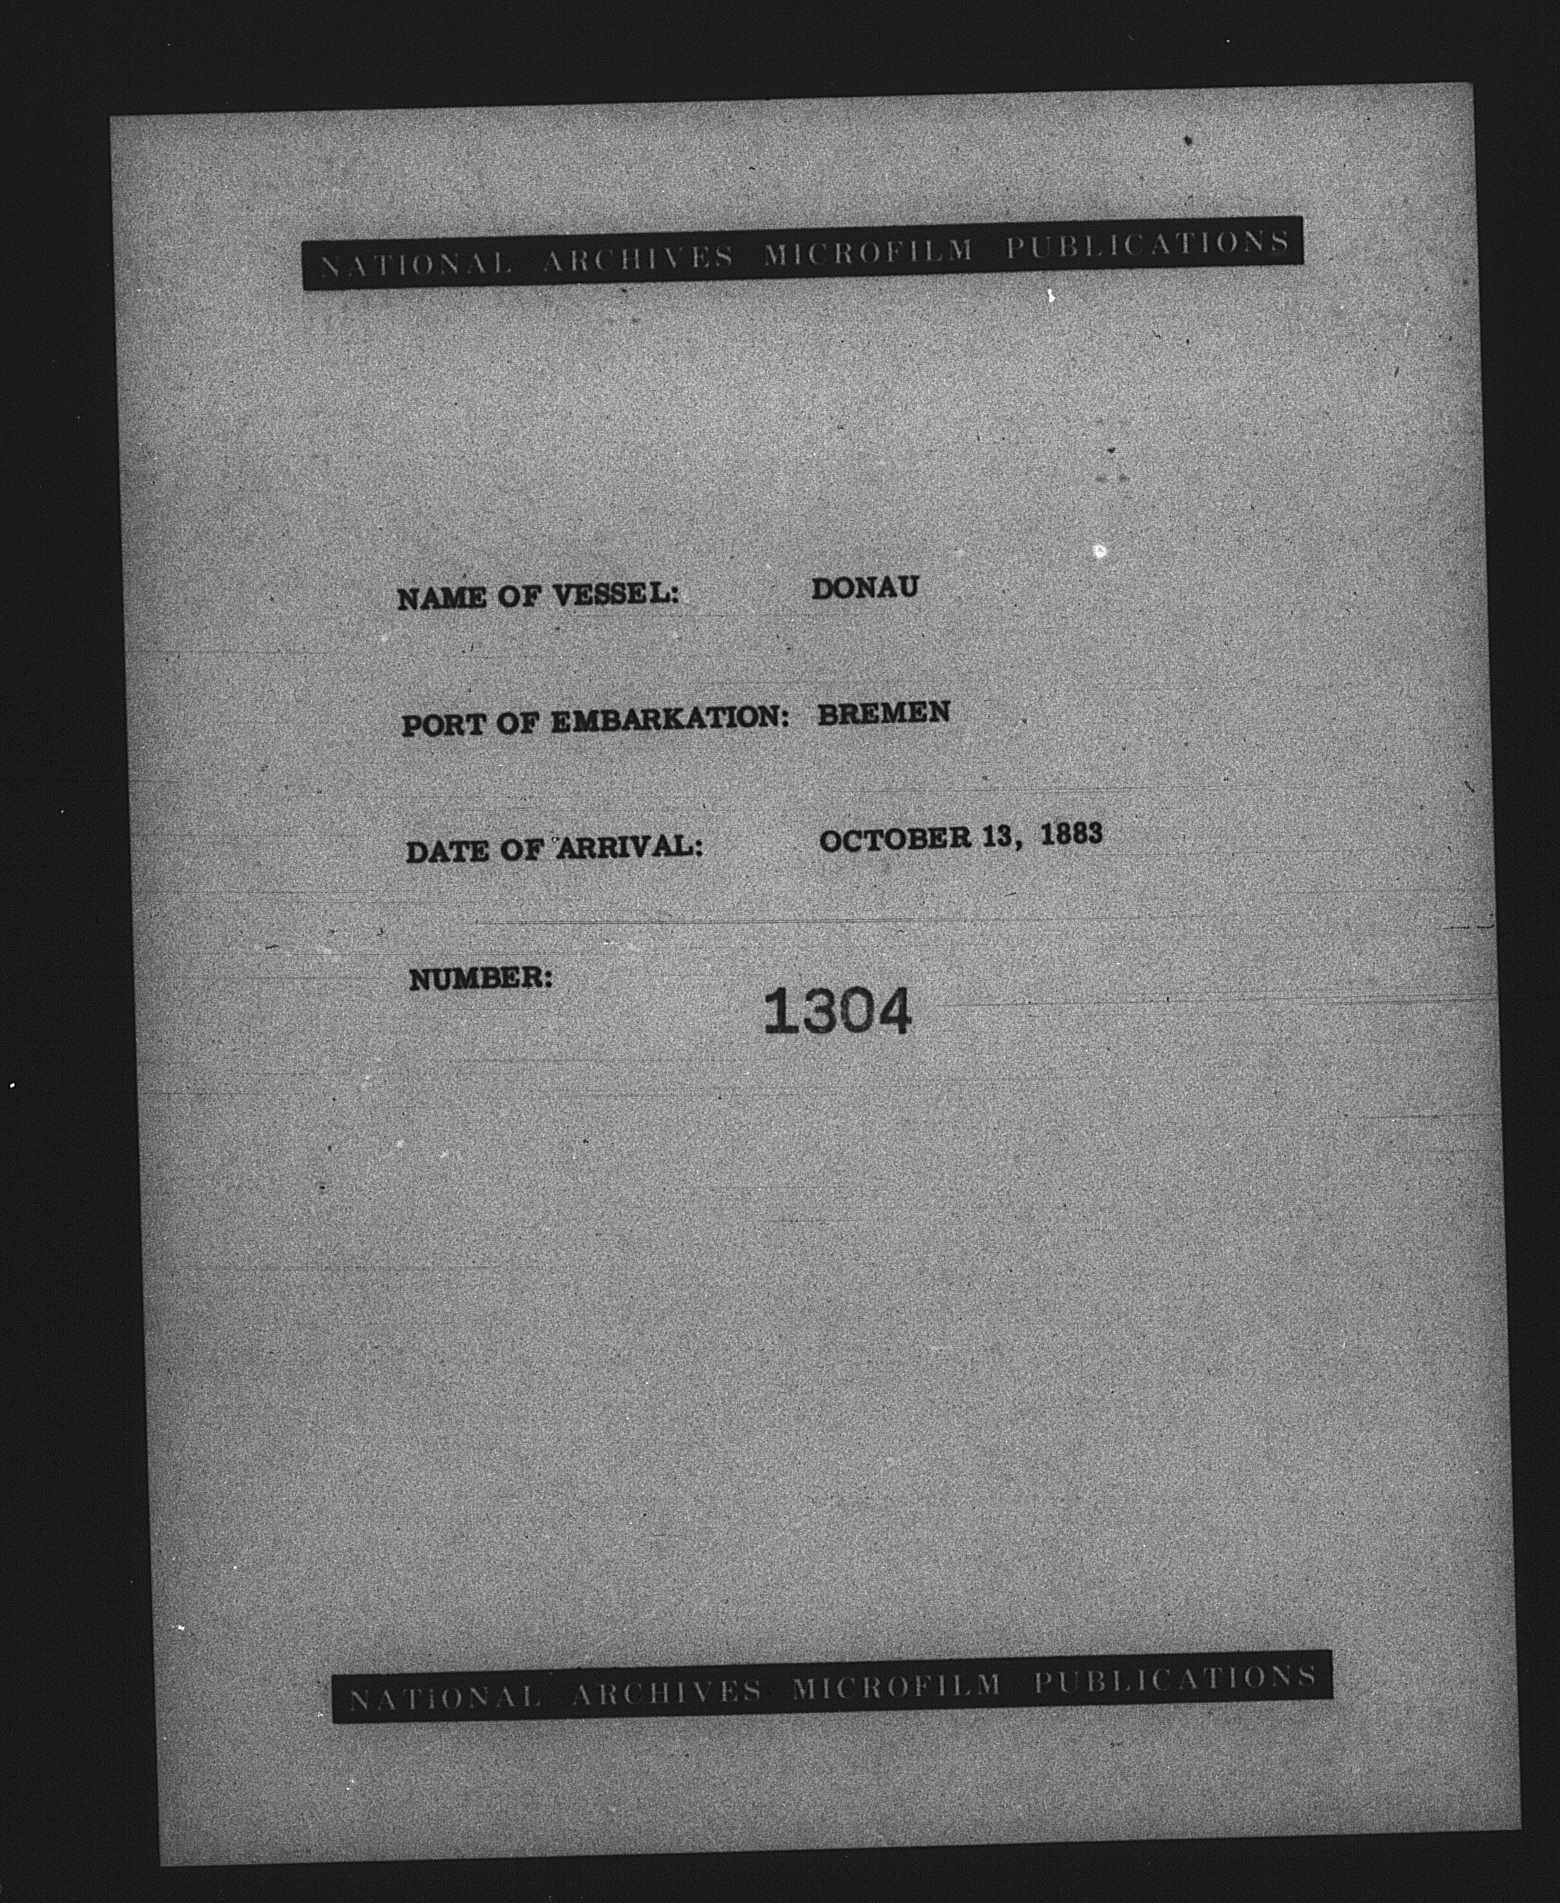 NATIONAL ARCHIVES MICROFILM PUBLICATIONS
NAME OF VESSEL: DONAU
PORT OF EMBARKATION: BREMEN
DATE OF ARRIVAL: OCTOBER 13, 1883
NUMBER: 1304
NATIONAL ARCHIVES MICROFILM PUBLICATIONS